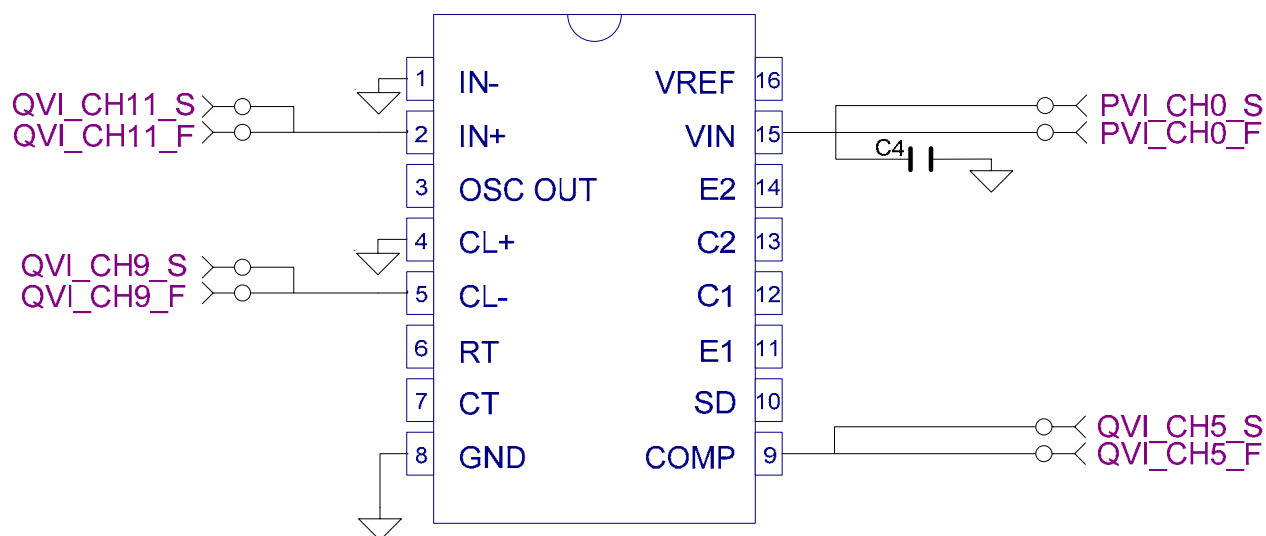 1 IN- VREF 16
QVI_CH11_S PVI_CH0_S
QVI_CH11_F 2 IN+ VIN 15 PVI_CH0_F
C4
3 OSC OUT E2 14
4 CL+ C2 13
QVI_CH9_S
QVI_CH9_F 5 CL- C1 12
6 RT E1 11
7 CT SD 10
QVI_CH5_S
8 GND COMP 9 QVI_CH5_F